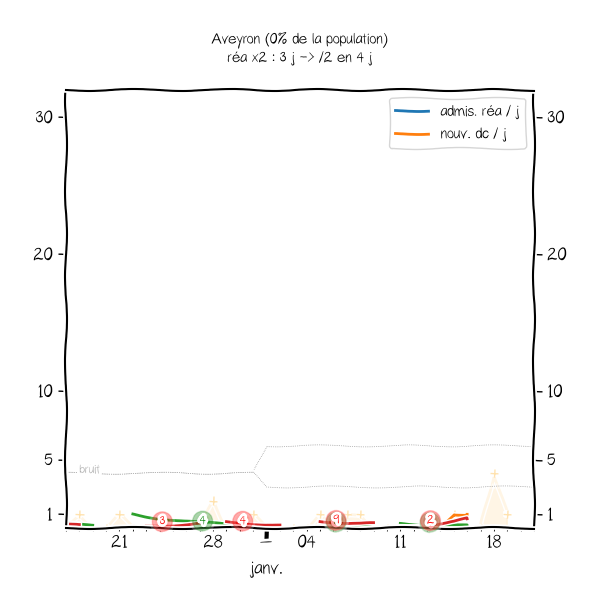 Aveyron (0% de la population)
réa x2 : 3 j -> /2 en 4 j
admis. réa / j
nouv. dc / j
30 30
20 20
10 10
5 5
bruit
1 1
3 4 4 9 2
21 28 04 11 18
janv.